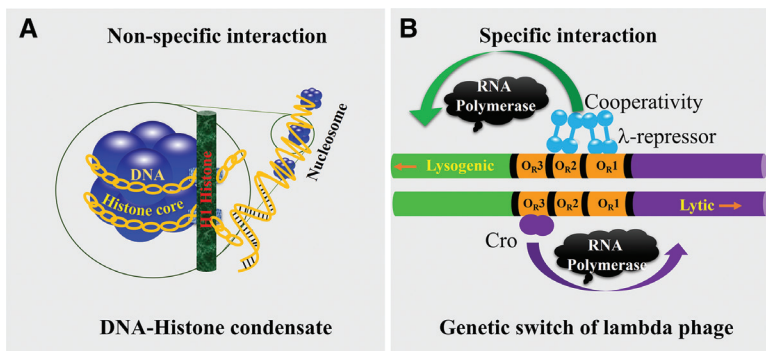 A
Non-specific interaction
DNA
Histone core
H1 Histone
Nucleosome
DNA-Histone condensate
B
Specific interaction
RNA
Polymerase
Cooperativity
λ-repressor
Lysogenic
OR3 OR2 OR1
OR3 OR2 OR1
Lytic
Cro
RNA
Polymerase
Genetic switch of lambda phage